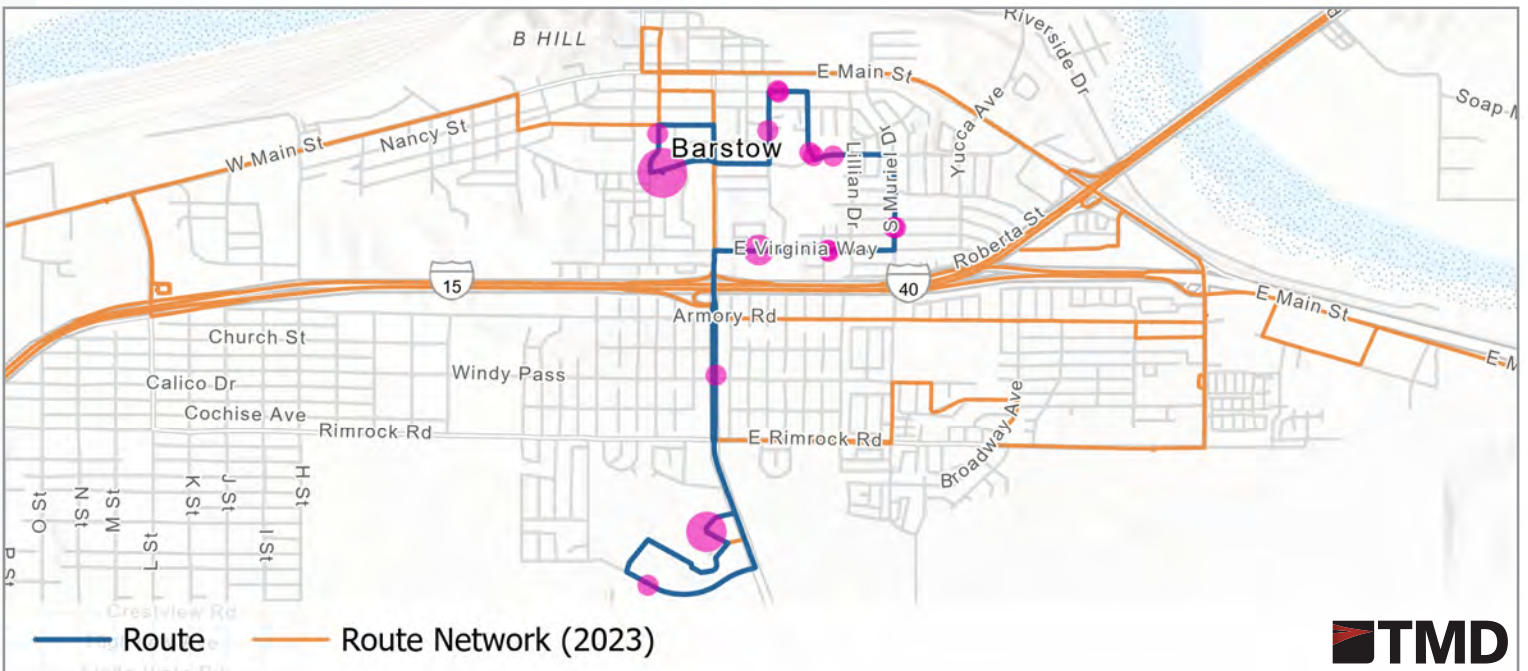 B HILL
Riverside Dr
E Main St
Soap
Nancy St
W Main St
Yucca Ave
Barstow
Lillian Dr
S Muriel Dr
E Virginia Way
Roberta St
15
40
E Main St
Armory Rd
Church St
E M
Windy Pass
Calico Dr
Cochise Ave
Rimrock Rd
E Rimrock Rd
Broadway Ave
O St
N St
M St
L St
K St
J St
I St
H St
P St
Crestview Rd
Route
Route Network (2023)
TMD